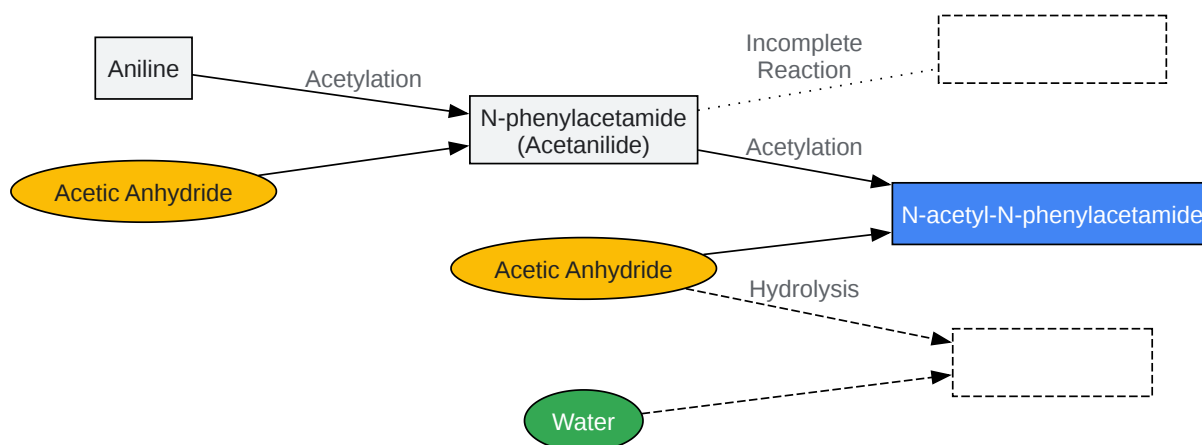 Aniline
Acetylation
Incomplete
Reaction
N-phenylacetamide
(Acetanilide)
Acetylation
Acetic Anhydride
N-acetyl-N-phenylacetamide
Acetic Anhydride
Hydrolysis
Water